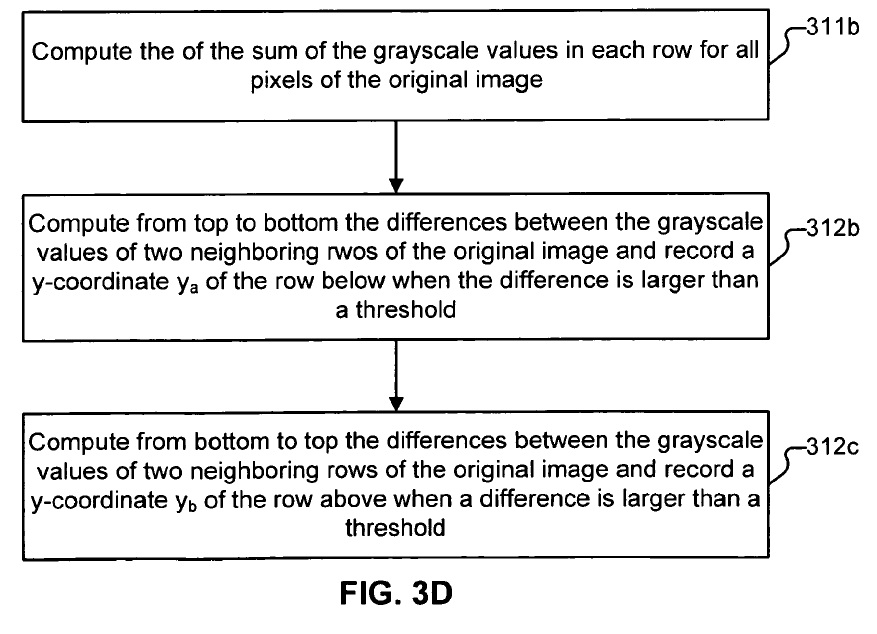 Compute the of the sum of the grayscale values in each row for all
pixels of the original image
311b
Compute from top to bottom the differences between the grayscale
values of two neighboring rwos of the original image and record a
y-coordinate ya of the row below when the difference is larger than
a threshold
312b
Compute from bottom to top the differences between the grayscale
values of two neighboring rows of the original image and record a
y-coordinate yb of the row above when a difference is larger than a
threshold
312c
FIG. 3D